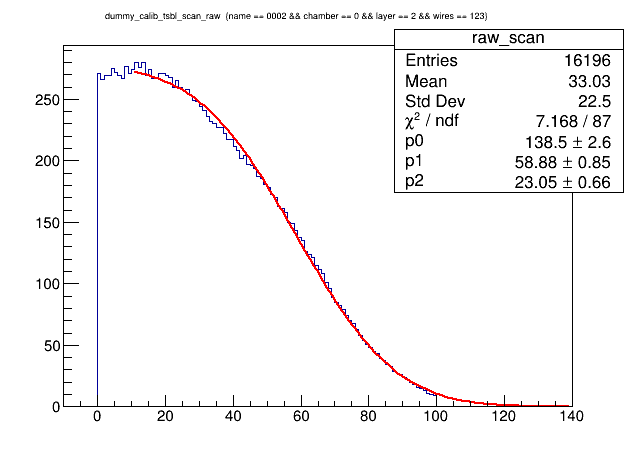 dummy_calib_tsbl_scan_raw (name == 0002 && chamber == 0 && layer == 2 && wires == 123)
raw_scan
Entries 16196
Mean 33.03
Std Dev 22.5
χ² / ndf 7.168 / 87
p0 138.5 ± 2.6
p1 58.88 ± 0.85
p2 23.05 ± 0.66
250
200
150
100
50
0
0 20 40 60 80 100 120 140